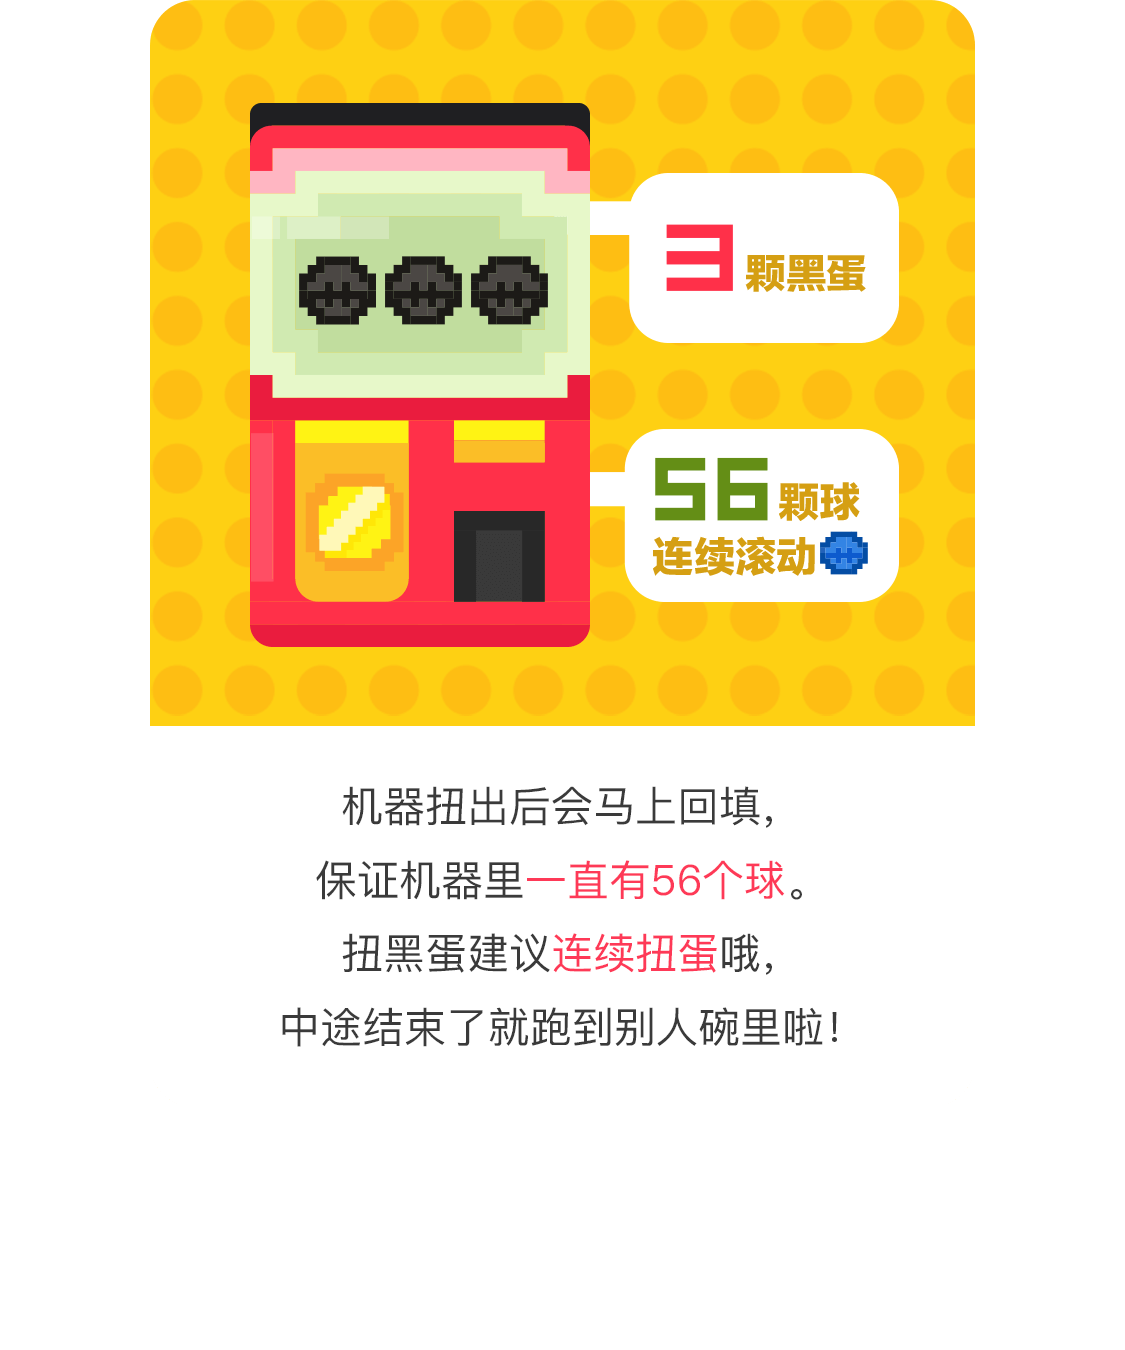 3颗黑蛋
56颗球
连续滚动
机器扭出后会马上回填，
保证机器里一直有56个球。
扭黑蛋建议连续扭蛋哦，
中途结束了就跑到别人碗里啦！